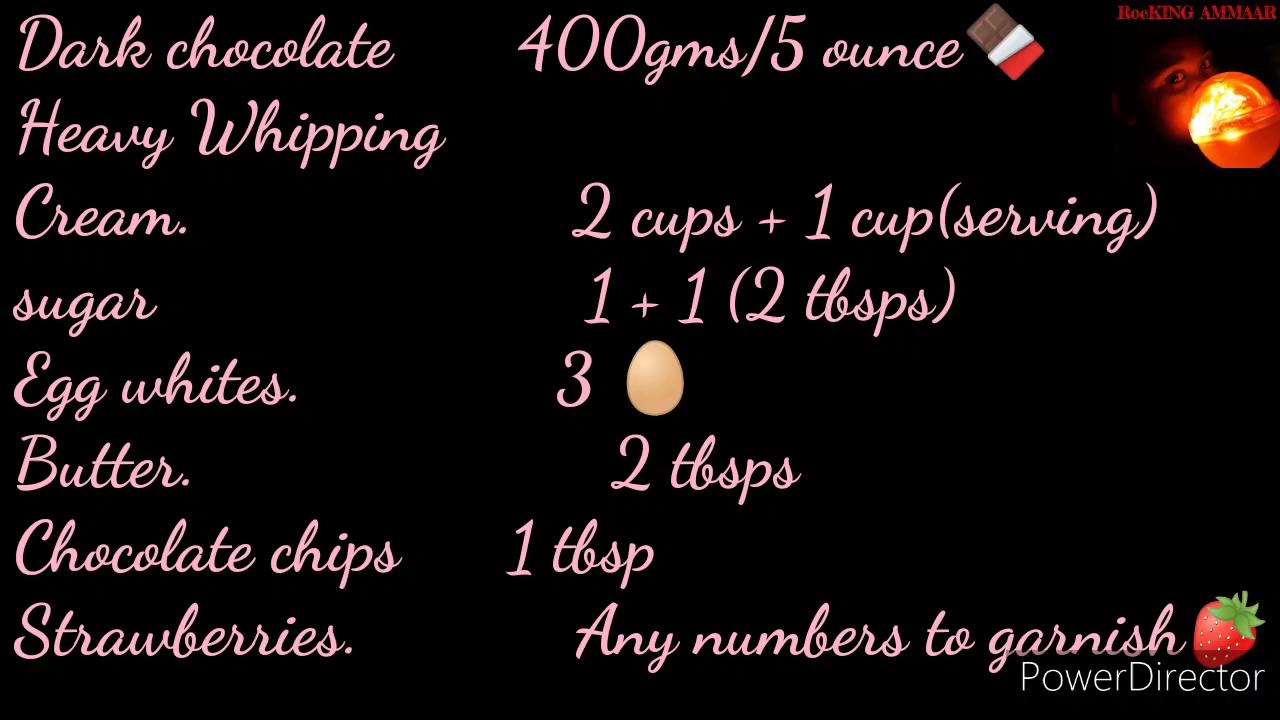 RocKING AMMAAR
Dark chocolate 400gms/5 ounce
Heavy Whipping
Cream. 2 cups + 1 cup(serving)
sugar 1 + 1 (2 tbsps)
Egg whites. 3
Butter. 2 tbsps
Chocolate chips 1 tbsp
Strawberries. Any numbers to garnish
PowerDirector